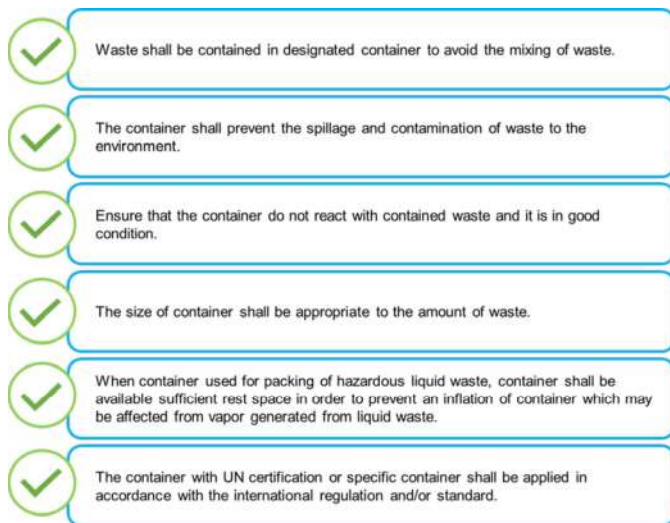 Waste shall be contained in designated container to avoid the mixing of waste.
The container shall prevent the spillage and contamination of waste to the
environment.
Ensure that the container do not react with contained waste and it is in good
condition.
The size of container shall be appropriate to the amount of waste.
When container used for packing of hazardous liquid waste, container shall be
available sufficient rest space in order to prevent an inflation of container which may
be affected from vapor generated from liquid waste.
The container with UN certification or specific container shall be applied in
accordance with the international regulation and/or standard.